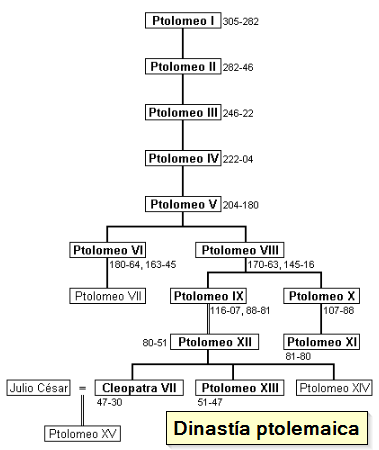 Ptolomeo I 305-282
Ptolomeo II 282-46
Ptolomeo III 246-22
Ptolomeo IV 222-04
Ptolomeo V 204-180
Ptolomeo VI Ptolomeo VIII
180-64, 163-45 170-63, 145-16
Ptolomeo VII Ptolomeo IX Ptolomeo X
116-07, 88-81 107-88
80-51 Ptolomeo XII Ptolomeo XI
81-80
Julio César = Cleopatra VII Ptolomeo XIII Ptolomeo XIV
47-30 51-47
Ptolomeo XV
Dinastía ptolemaica